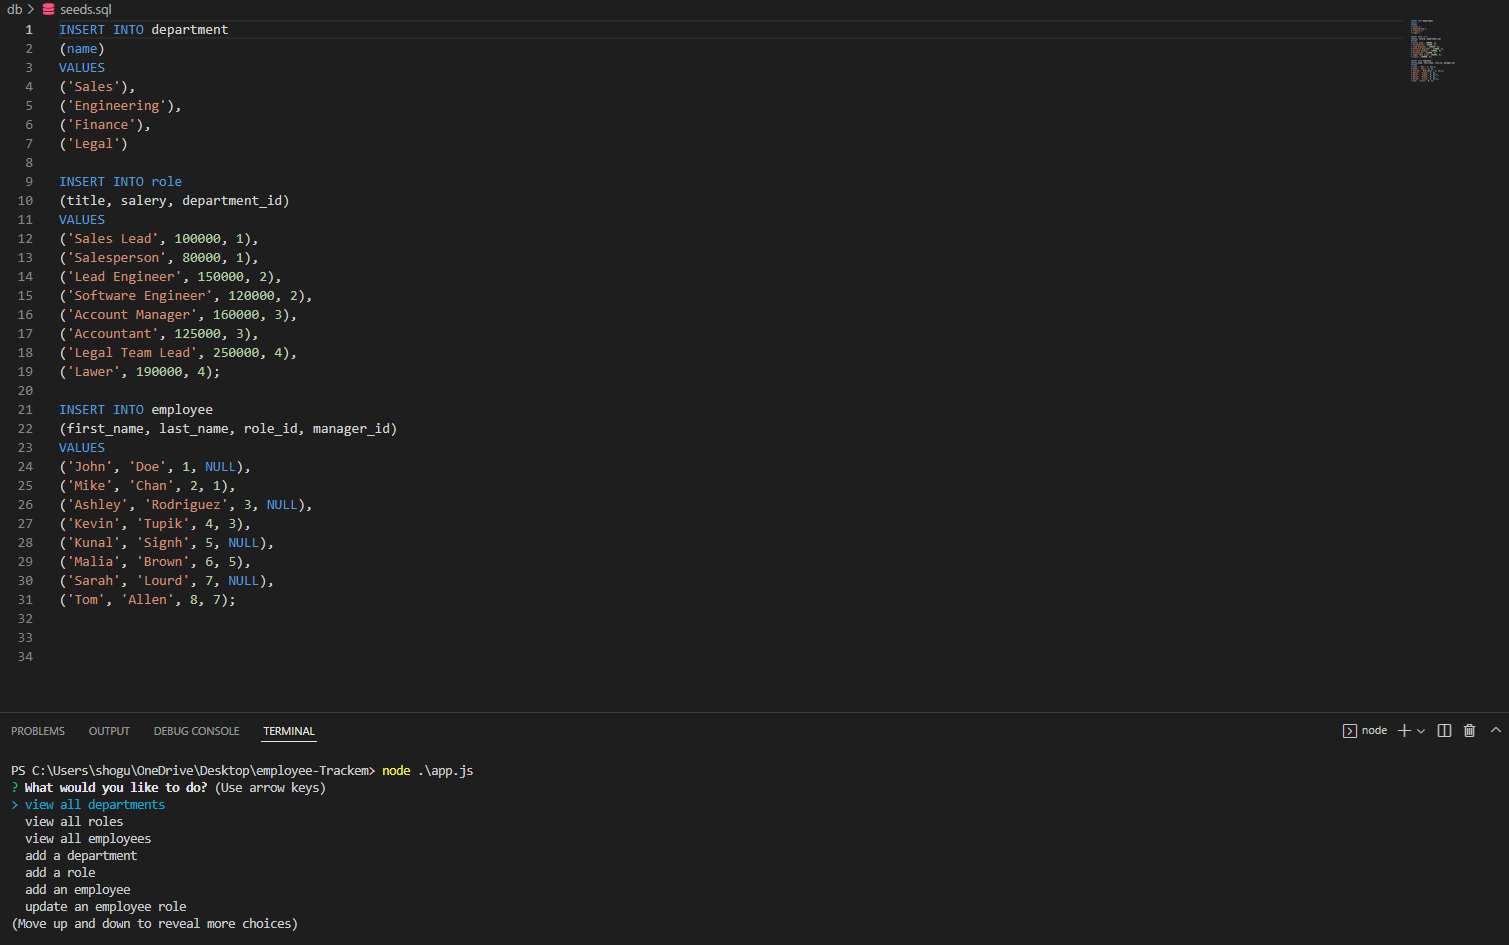 db > seeds.sql
1 INSERT INTO department
2 (name)
3 VALUES
4 ('Sales'),
5 ('Engineering'),
6 ('Finance'),
7 ('Legal')
8
9 INSERT INTO role
10 (title, salery, department_id)
11 VALUES
12 ('Sales Lead', 100000, 1),
13 ('Salesperson', 80000, 1),
14 ('Lead Engineer', 150000, 2),
15 ('Software Engineer', 120000, 2),
16 ('Account Manager', 160000, 3),
17 ('Accountant', 125000, 3),
18 ('Legal Team Lead', 250000, 4),
19 ('Lawer', 190000, 4);
20
21 INSERT INTO employee
22 (first_name, last_name, role_id, manager_id)
23 VALUES
24 ('John', 'Doe', 1, NULL),
25 ('Mike', 'Chan', 2, 1),
26 ('Ashley', 'Rodriguez', 3, NULL),
27 ('Kevin', 'Tupik', 4, 3),
28 ('Kunal', 'Signh', 5, NULL),
29 ('Malia', 'Brown', 6, 5),
30 ('Sarah', 'Lourd', 7, NULL),
31 ('Tom', 'Allen', 8, 7);
32
33
34
PROBLEMS OUTPUT DEBUG CONSOLE TERMINAL node
PS C:\Users\shogu\OneDrive\Desktop\employee-Trackem> node .\app.js
? What would you like to do? (Use arrow keys)
> view all departments
view all roles
view all employees
add a department
add a role
add an employee
update an employee role
(Move up and down to reveal more choices)